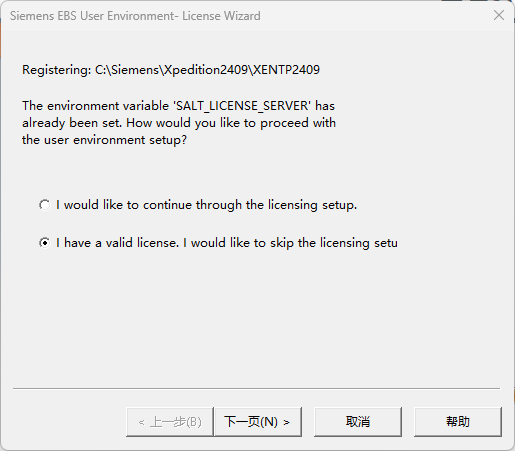 Siemens EBS User Environment- License Wizard
Registering: C:\Siemens\Xpedition2409\XENTP2409
The environment variable 'SALT_LICENSE_SERVER' has
already been set. How would you like to proceed with
the user environment setup?
I would like to continue through the licensing setup.
I have a valid license. I would like to skip the licensing setu
< 上一步(B)
下一页(N) >
取消
帮助